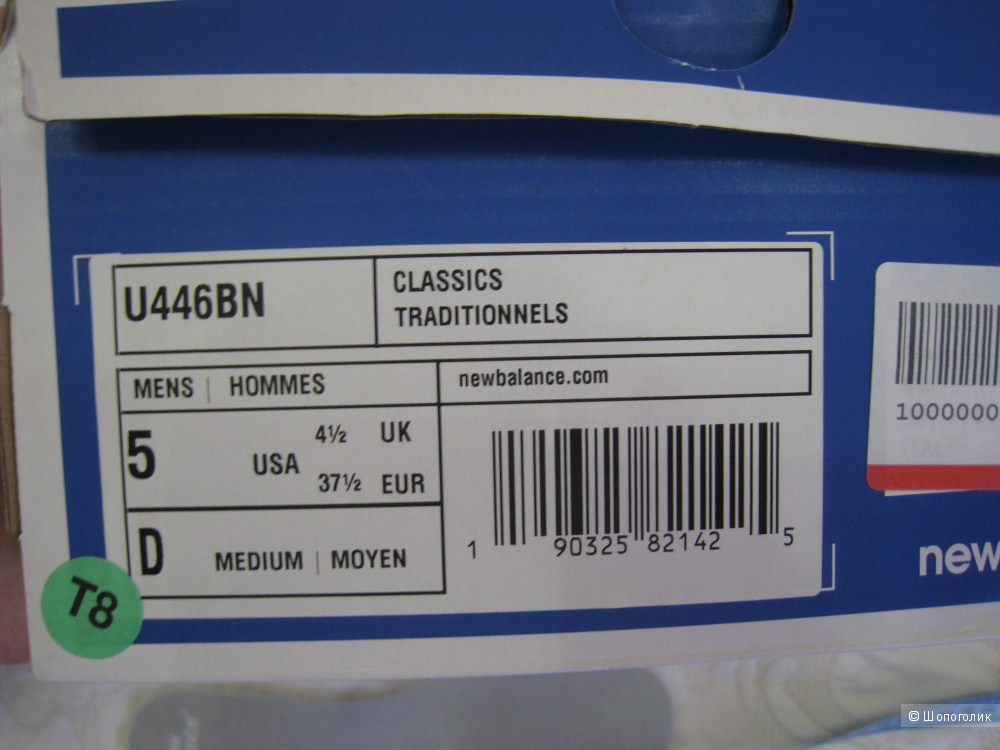 U446BN
CLASSICS
TRADITIONNELS
MENS | HOMMES
newbalance.com
5
USA
4½ UK
37½ EUR
D
MEDIUM | MOYEN
1 90325 82142 5
T8
1000000
new
© Шопоголик